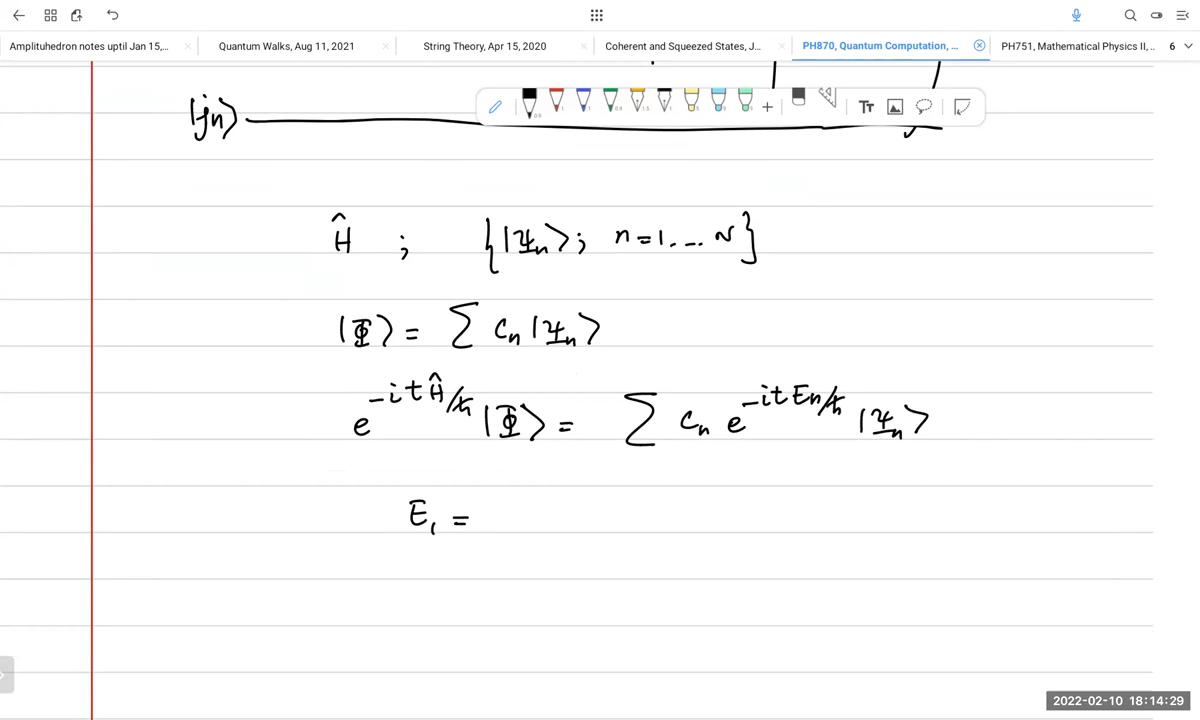 Amplituhedron notes uptil Jan 15,...
Quantum Walks, Aug 11, 2021
String Theory, Apr 15, 2020
Coherent and Squeezed States, J...
PH870, Quantum Computation, ...
PH751, Mathematical Physics II, ..
6
|jn⟩
Ĥ ; {|Ψn⟩; n=1....N}
|Φ⟩ = Σ cn |Ψn⟩
e^{-itĤ/ħ} |Φ⟩ = Σ cn e^{-itEn/ħ} |Ψn⟩
E₁ =
2022-02-10 18:14:29